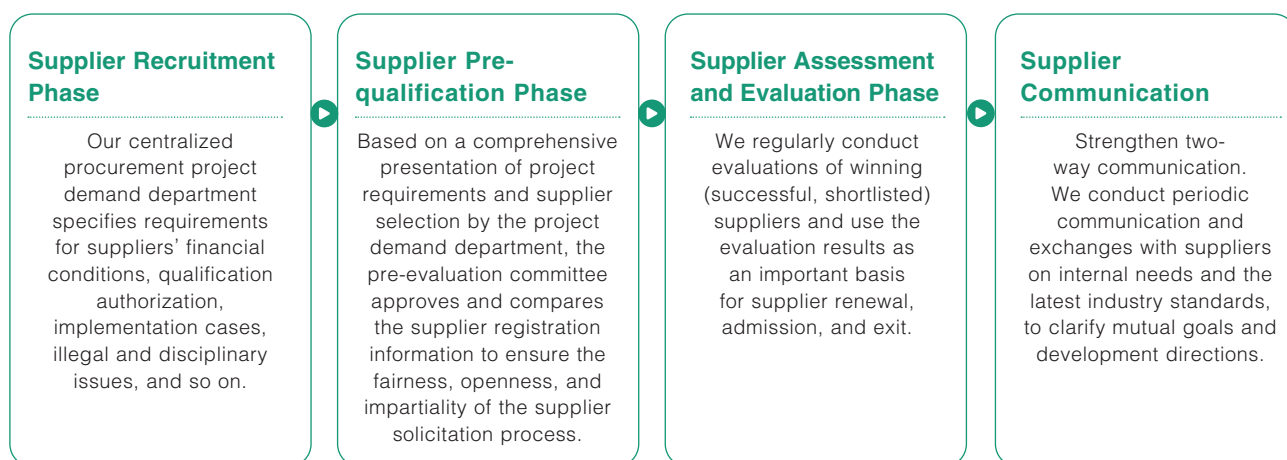 Supplier Recruitment
Phase
Our centralized
procurement project
demand department
specifies requirements
for suppliers’ financial
conditions, qualification
authorization,
implementation cases,
illegal and disciplinary
issues, and so on.
Supplier Pre-
qualification Phase
Based on a comprehensive
presentation of project
requirements and supplier
selection by the project
demand department, the
pre-evaluation committee
approves and compares
the supplier registration
information to ensure the
fairness, openness, and
impartiality of the supplier
solicitation process.
Supplier Assessment
and Evaluation Phase
We regularly conduct
evaluations of winning
(successful, shortlisted)
suppliers and use the
evaluation results as
an important basis
for supplier renewal,
admission, and exit.
Supplier
Communication
Strengthen two-
way communication.
We conduct periodic
communication and
exchanges with suppliers
on internal needs and the
latest industry standards,
to clarify mutual goals and
development directions.